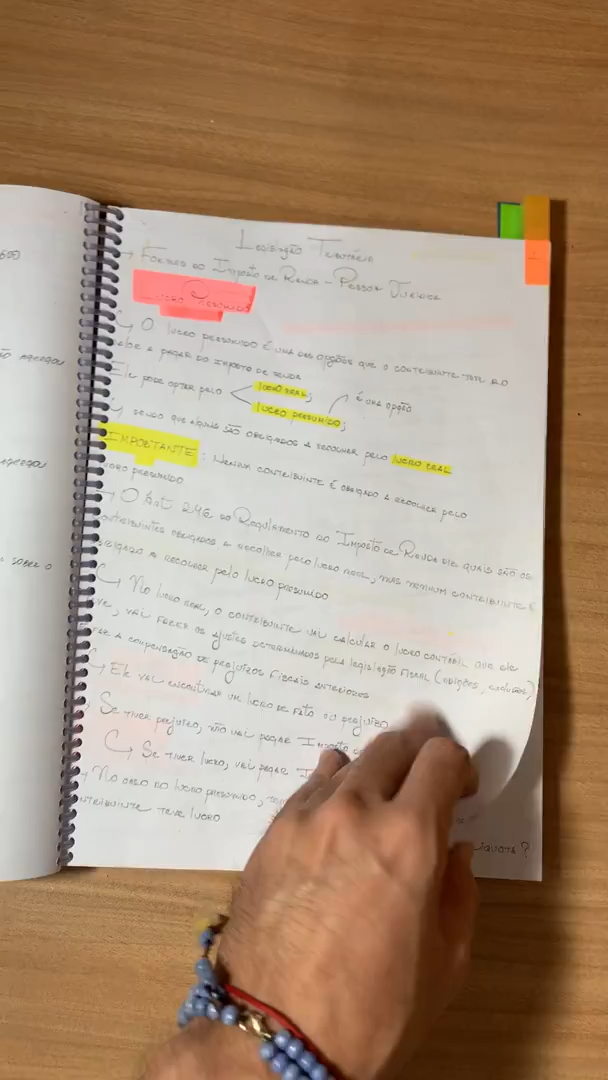 Legislação Tributária
→ Formas do Imposto de Renda - Pessoa Jurídica
Lucro Presumido
↳ O lucro presumido é uma das opções que o contribuinte tem ao
a pagar do imposto de renda
Ele pode optar pelo < lucro real;
lucro presumido; é uma opção
sendo que alguns são obrigados a recolher pelo lucro real
IMPORTANTE: Nenhum contribuinte é obrigado a recolher pelo
lucro presumido
→ O Art. 246 do Regulamento do Imposto de Renda diz quais são os
contribuintes obrigados a recolher pelo lucro real, mas nenhum contribuinte é
obrigado a recolher pelo lucro presumido
↳ No lucro real, o contribuinte vai calcular o lucro contábil que ele
teve, vai fazer os ajustes determinados pela legislação fiscal (adições, exclusões)
a compensação de prejuízos fiscais anteriores
↳ Ele vai encontrar um lucro de fato ou prejuízo
Se tiver prejuízo, não vai pagar Imposto
↳ Se tiver lucro, vai pagar
No caso do lucro presumido,
contribuinte teve lucro
alíquota?
sobre o